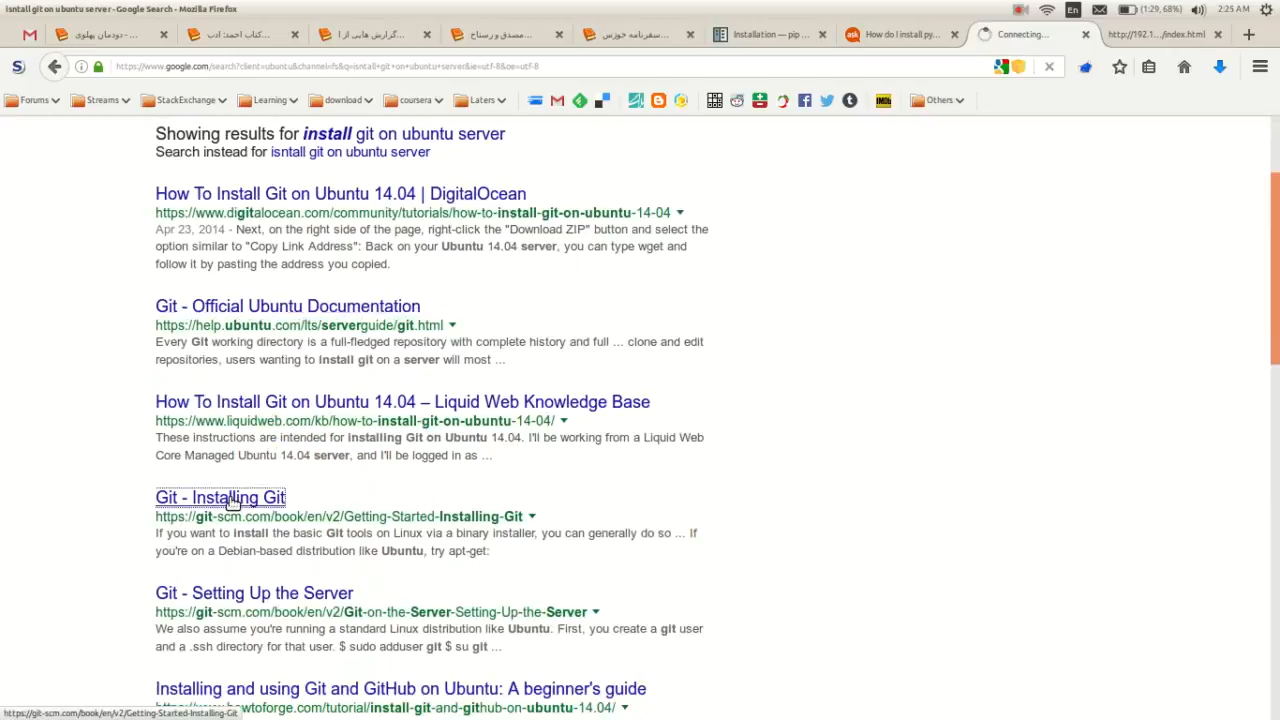 isntall git on ubuntu server - Google Search - Mozilla Firefox
En
(1:29, 68%)
2:25 AM
دودمان پهلوی - ...
کتاب احمد: ادب...
گزارش هایی از ا...
مصدق و رستاخ...
سفرنامه خوزس...
Installation — pip ...
ask
How do I install py...
Connecting...
http://192.1.../index.html
https://www.google.com/search?client=ubuntu&channel=fs&q=isntall+git+on+ubuntu+server&ie=utf-8&oe=utf-8
Forums
Streams
StackExchange
Learning
download
coursera
Laters
IMDb
Others
Showing results for install git on ubuntu server
Search instead for isntall git on ubuntu server
How To Install Git on Ubuntu 14.04 | DigitalOcean
https://www.digitalocean.com/community/tutorials/how-to-install-git-on-ubuntu-14-04
Apr 23, 2014 - Next, on the right side of the page, right-click the "Download ZIP" button and select the
option similar to "Copy Link Address": Back on your Ubuntu 14.04 server, you can type wget and
follow it by pasting the address you copied.
Git - Official Ubuntu Documentation
https://help.ubuntu.com/lts/serverguide/git.html
Every Git working directory is a full-fledged repository with complete history and full ... clone and edit
repositories, users wanting to install git on a server will most ...
How To Install Git on Ubuntu 14.04 – Liquid Web Knowledge Base
https://www.liquidweb.com/kb/how-to-install-git-on-ubuntu-14-04/
These instructions are intended for installing Git on Ubuntu 14.04. I'll be working from a Liquid Web
Core Managed Ubuntu 14.04 server, and I'll be logged in as ...
Git - Installing Git
https://git-scm.com/book/en/v2/Getting-Started-Installing-Git
If you want to install the basic Git tools on Linux via a binary installer, you can generally do so ... If
you're on a Debian-based distribution like Ubuntu, try apt-get:
Git - Setting Up the Server
https://git-scm.com/book/en/v2/Git-on-the-Server-Setting-Up-the-Server
We also assume you're running a standard Linux distribution like Ubuntu. First, you create a git user
and a .ssh directory for that user. $ sudo adduser git $ su git ...
Installing and using Git and GitHub on Ubuntu: A beginner's guide
https://www.howtoforge.com/tutorial/install-git-and-github-on-ubuntu-14.04/
https://git-scm.com/book/en/v2/Getting-Started-Installing-Git